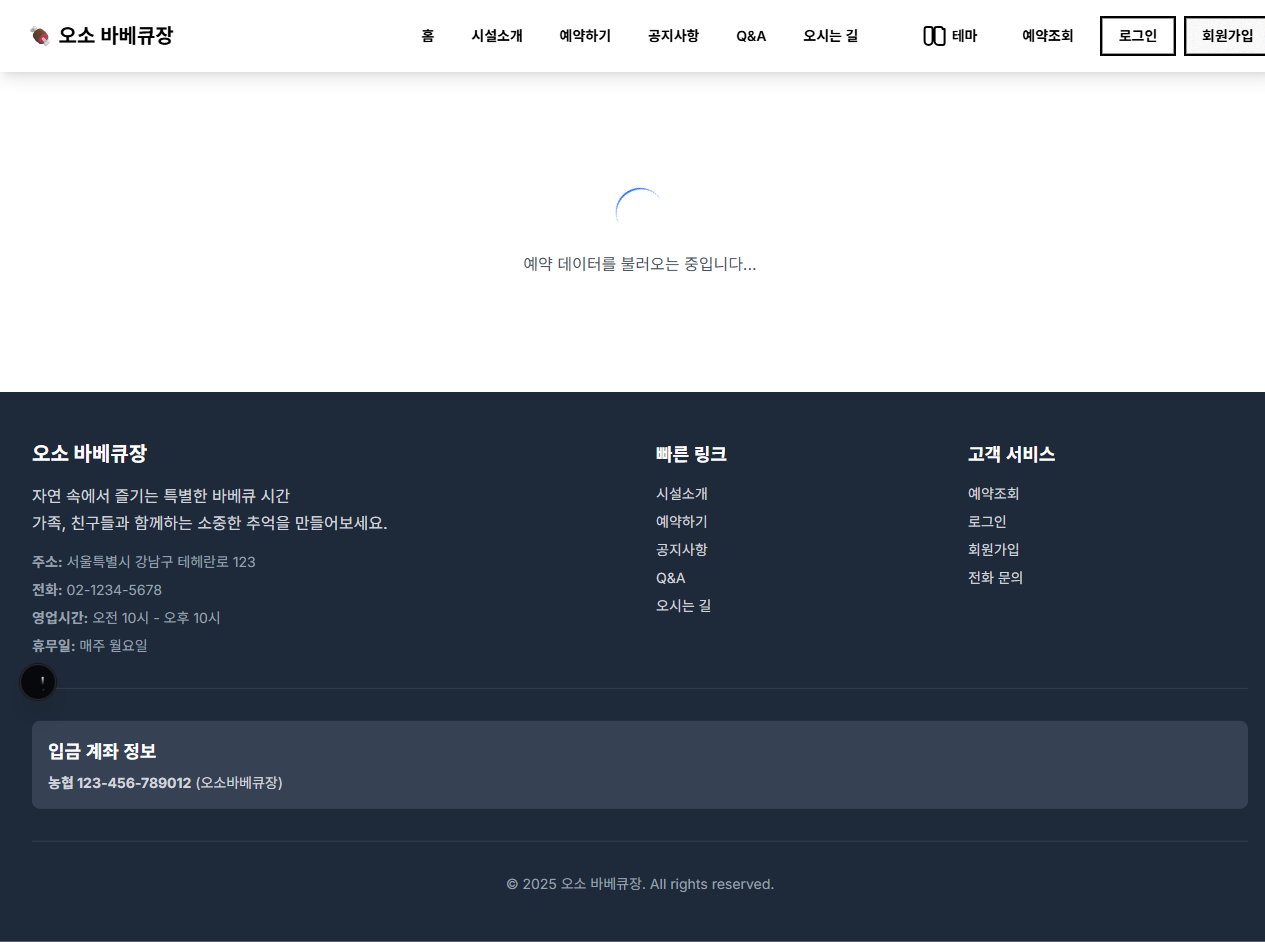 오소 바베큐장
홈
시설소개
예약하기
공지사항
Q&A
오시는 길
테마
예약조회
로그인
회원가입
예약 데이터를 불러오는 중입니다...
오소 바베큐장
자연 속에서 즐기는 특별한 바베큐 시간
가족, 친구들과 함께하는 소중한 추억을 만들어보세요.
주소: 서울특별시 강남구 테헤란로 123
전화: 02-1234-5678
영업시간: 오전 10시 - 오후 10시
휴무일: 매주 월요일
빠른 링크
시설소개
예약하기
공지사항
Q&A
오시는 길
고객 서비스
예약조회
로그인
회원가입
전화 문의
입금 계좌 정보
농협 123-456-789012 (오소바베큐장)
© 2025 오소 바베큐장. All rights reserved.